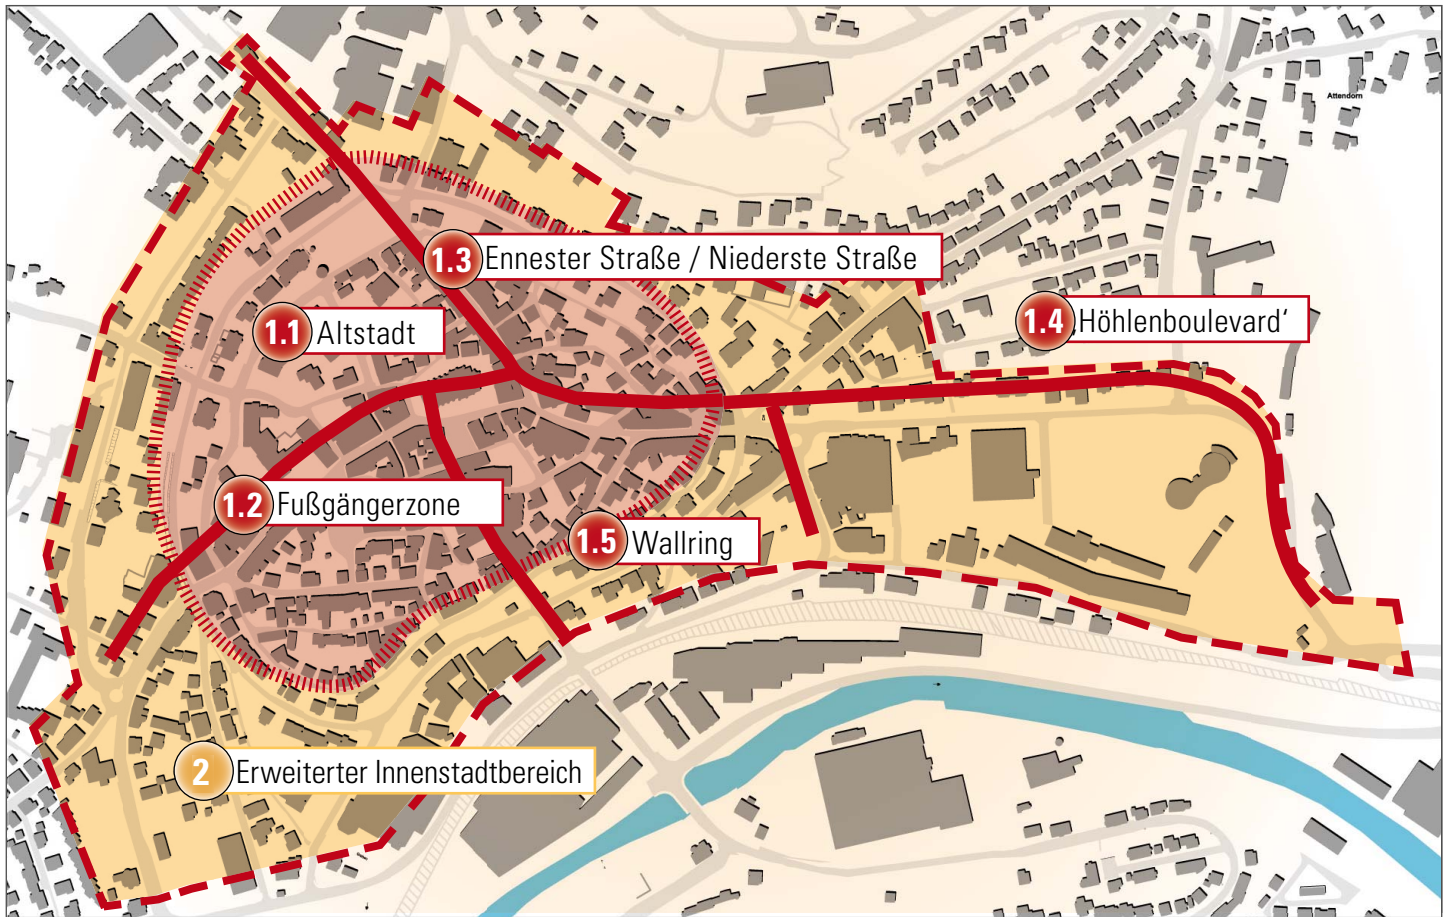 Attendorn
1.3 Ennester Straße / Niederste Straße
1.1 Altstadt
1.4 Höhlenboulevard‘
1.2 Fußgängerzone
1.5 Wallring
2 Erweiterter Innenstadtbereich